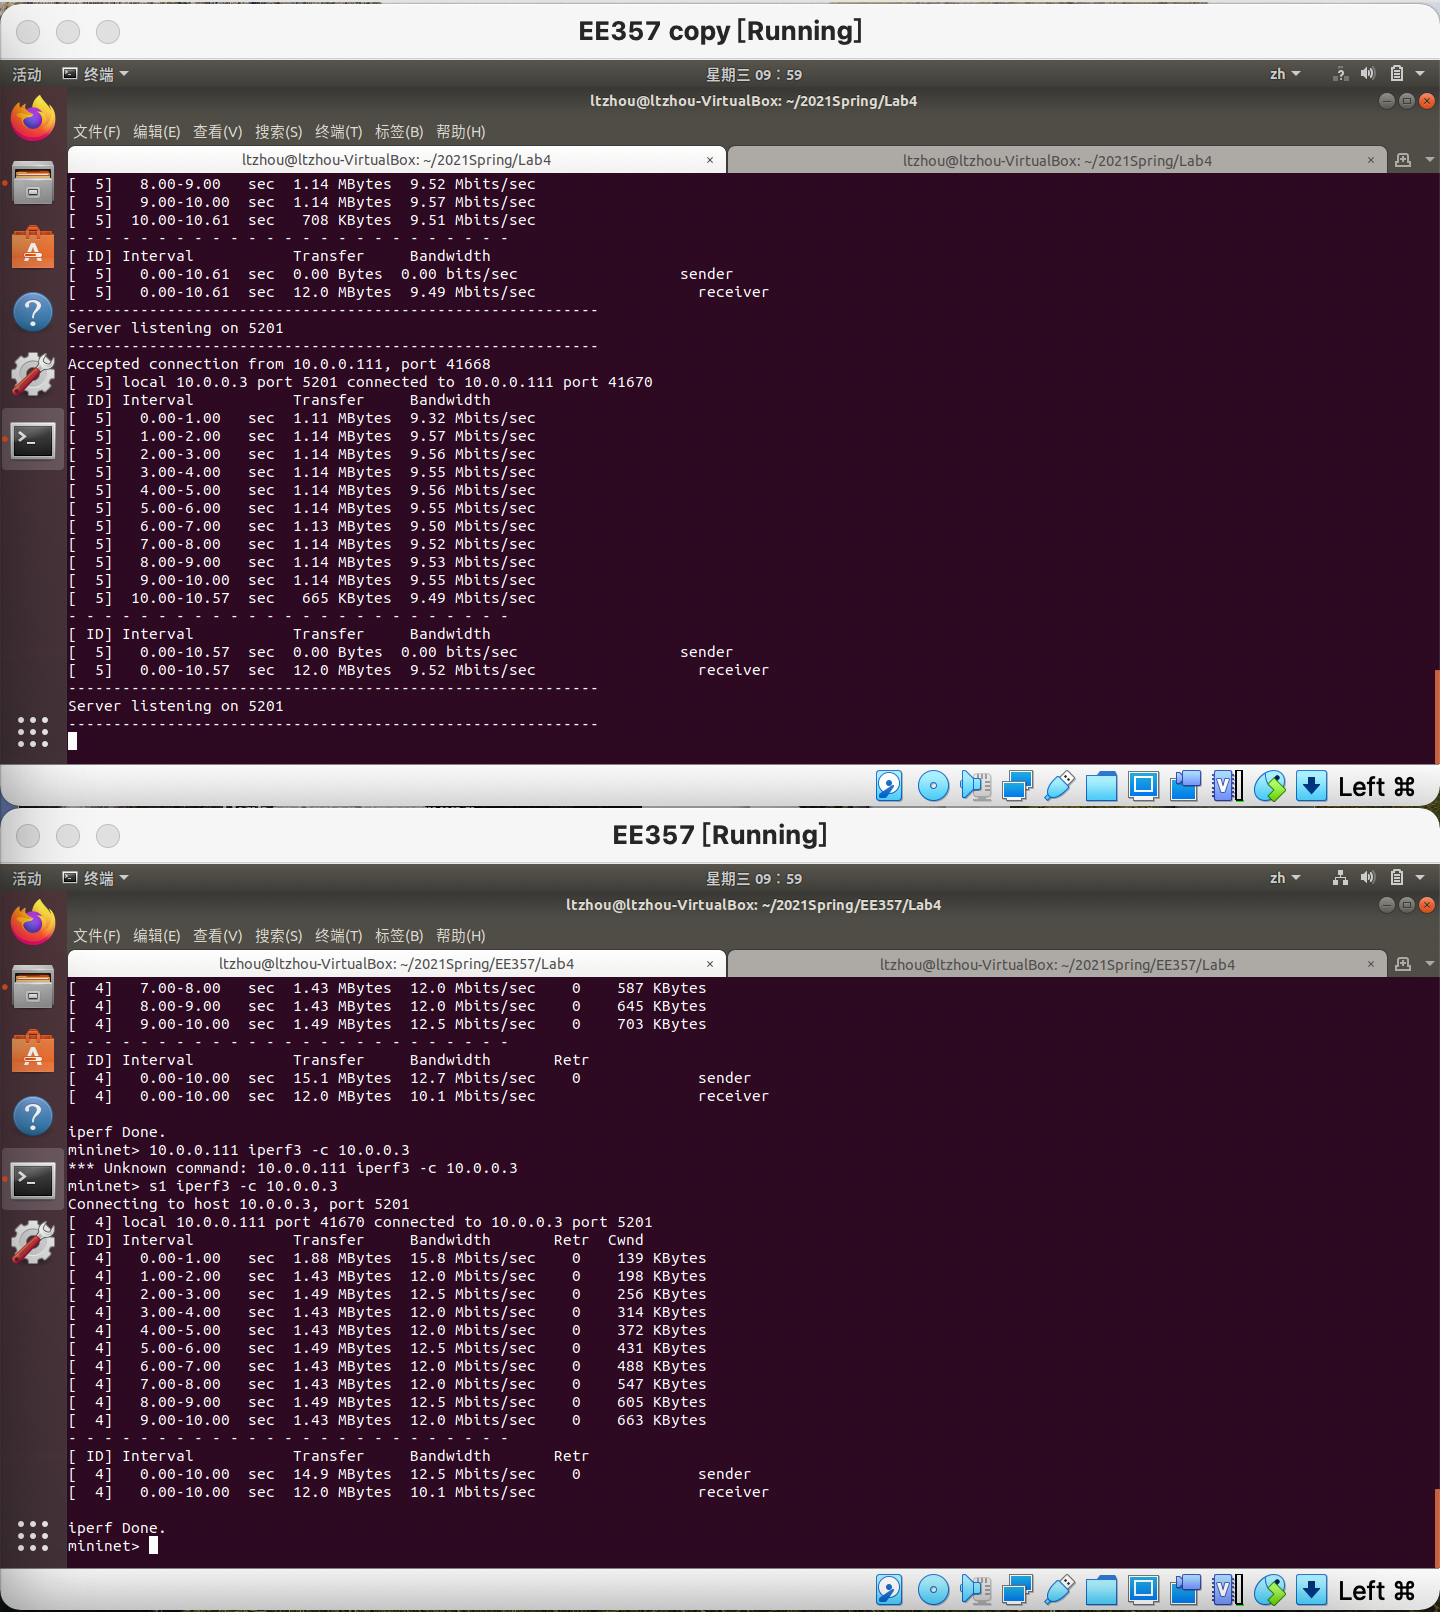 EE357 copy [Running]
活动 终端 星期三 09：59 zh
ltzhou@ltzhou-VirtualBox: ~/2021Spring/Lab4
文件(F) 编辑(E) 查看(V) 搜索(S) 终端(T) 标签(B) 帮助(H)
ltzhou@ltzhou-VirtualBox: ~/2021Spring/Lab4 × ltzhou@ltzhou-VirtualBox: ~/2021Spring/Lab4 ×
[  5]   8.00-9.00   sec  1.14 MBytes  9.52 Mbits/sec
[  5]   9.00-10.00  sec  1.14 MBytes  9.57 Mbits/sec
[  5]  10.00-10.61  sec   708 KBytes  9.51 Mbits/sec
- - - - - - - - - - - - - - - - - - - - - - - - -
[ ID] Interval           Transfer     Bandwidth
[  5]   0.00-10.61  sec  0.00 Bytes  0.00 bits/sec                  sender
[  5]   0.00-10.61  sec  12.0 MBytes  9.49 Mbits/sec                  receiver
-----------------------------------------------------------
Server listening on 5201
-----------------------------------------------------------
Accepted connection from 10.0.0.111, port 41668
[  5] local 10.0.0.3 port 5201 connected to 10.0.0.111 port 41670
[ ID] Interval           Transfer     Bandwidth
[  5]   0.00-1.00   sec  1.11 MBytes  9.32 Mbits/sec
[  5]   1.00-2.00   sec  1.14 MBytes  9.57 Mbits/sec
[  5]   2.00-3.00   sec  1.14 MBytes  9.56 Mbits/sec
[  5]   3.00-4.00   sec  1.14 MBytes  9.55 Mbits/sec
[  5]   4.00-5.00   sec  1.14 MBytes  9.56 Mbits/sec
[  5]   5.00-6.00   sec  1.14 MBytes  9.55 Mbits/sec
[  5]   6.00-7.00   sec  1.13 MBytes  9.50 Mbits/sec
[  5]   7.00-8.00   sec  1.14 MBytes  9.52 Mbits/sec
[  5]   8.00-9.00   sec  1.14 MBytes  9.53 Mbits/sec
[  5]   9.00-10.00  sec  1.14 MBytes  9.55 Mbits/sec
[  5]  10.00-10.57  sec   665 KBytes  9.49 Mbits/sec
- - - - - - - - - - - - - - - - - - - - - - - - -
[ ID] Interval           Transfer     Bandwidth
[  5]   0.00-10.57  sec  0.00 Bytes  0.00 bits/sec                  sender
[  5]   0.00-10.57  sec  12.0 MBytes  9.52 Mbits/sec                  receiver
-----------------------------------------------------------
Server listening on 5201
-----------------------------------------------------------
Left ⌘
EE357 [Running]
活动 终端 星期三 09：59 zh
ltzhou@ltzhou-VirtualBox: ~/2021Spring/EE357/Lab4
文件(F) 编辑(E) 查看(V) 搜索(S) 终端(T) 标签(B) 帮助(H)
ltzhou@ltzhou-VirtualBox: ~/2021Spring/EE357/Lab4 × ltzhou@ltzhou-VirtualBox: ~/2021Spring/EE357/Lab4 ×
[  4]   7.00-8.00   sec  1.43 MBytes  12.0 Mbits/sec    0    587 KBytes
[  4]   8.00-9.00   sec  1.43 MBytes  12.0 Mbits/sec    0    645 KBytes
[  4]   9.00-10.00  sec  1.49 MBytes  12.5 Mbits/sec    0    703 KBytes
- - - - - - - - - - - - - - - - - - - - - - - - -
[ ID] Interval           Transfer     Bandwidth       Retr
[  4]   0.00-10.00  sec  15.1 MBytes  12.7 Mbits/sec    0             sender
[  4]   0.00-10.00  sec  12.0 MBytes  10.1 Mbits/sec                  receiver
iperf Done.
mininet> 10.0.0.111 iperf3 -c 10.0.0.3
*** Unknown command: 10.0.0.111 iperf3 -c 10.0.0.3
mininet> s1 iperf3 -c 10.0.0.3
Connecting to host 10.0.0.3, port 5201
[  4] local 10.0.0.111 port 41670 connected to 10.0.0.3 port 5201
[ ID] Interval           Transfer     Bandwidth       Retr  Cwnd
[  4]   0.00-1.00   sec  1.88 MBytes  15.8 Mbits/sec    0    139 KBytes
[  4]   1.00-2.00   sec  1.43 MBytes  12.0 Mbits/sec    0    198 KBytes
[  4]   2.00-3.00   sec  1.49 MBytes  12.5 Mbits/sec    0    256 KBytes
[  4]   3.00-4.00   sec  1.43 MBytes  12.0 Mbits/sec    0    314 KBytes
[  4]   4.00-5.00   sec  1.43 MBytes  12.0 Mbits/sec    0    372 KBytes
[  4]   5.00-6.00   sec  1.49 MBytes  12.5 Mbits/sec    0    431 KBytes
[  4]   6.00-7.00   sec  1.43 MBytes  12.0 Mbits/sec    0    488 KBytes
[  4]   7.00-8.00   sec  1.43 MBytes  12.0 Mbits/sec    0    547 KBytes
[  4]   8.00-9.00   sec  1.49 MBytes  12.5 Mbits/sec    0    605 KBytes
[  4]   9.00-10.00  sec  1.43 MBytes  12.0 Mbits/sec    0    663 KBytes
- - - - - - - - - - - - - - - - - - - - - - - - -
[ ID] Interval           Transfer     Bandwidth       Retr
[  4]   0.00-10.00  sec  14.9 MBytes  12.5 Mbits/sec    0             sender
[  4]   0.00-10.00  sec  12.0 MBytes  10.1 Mbits/sec                  receiver
iperf Done.
mininet>
Left ⌘